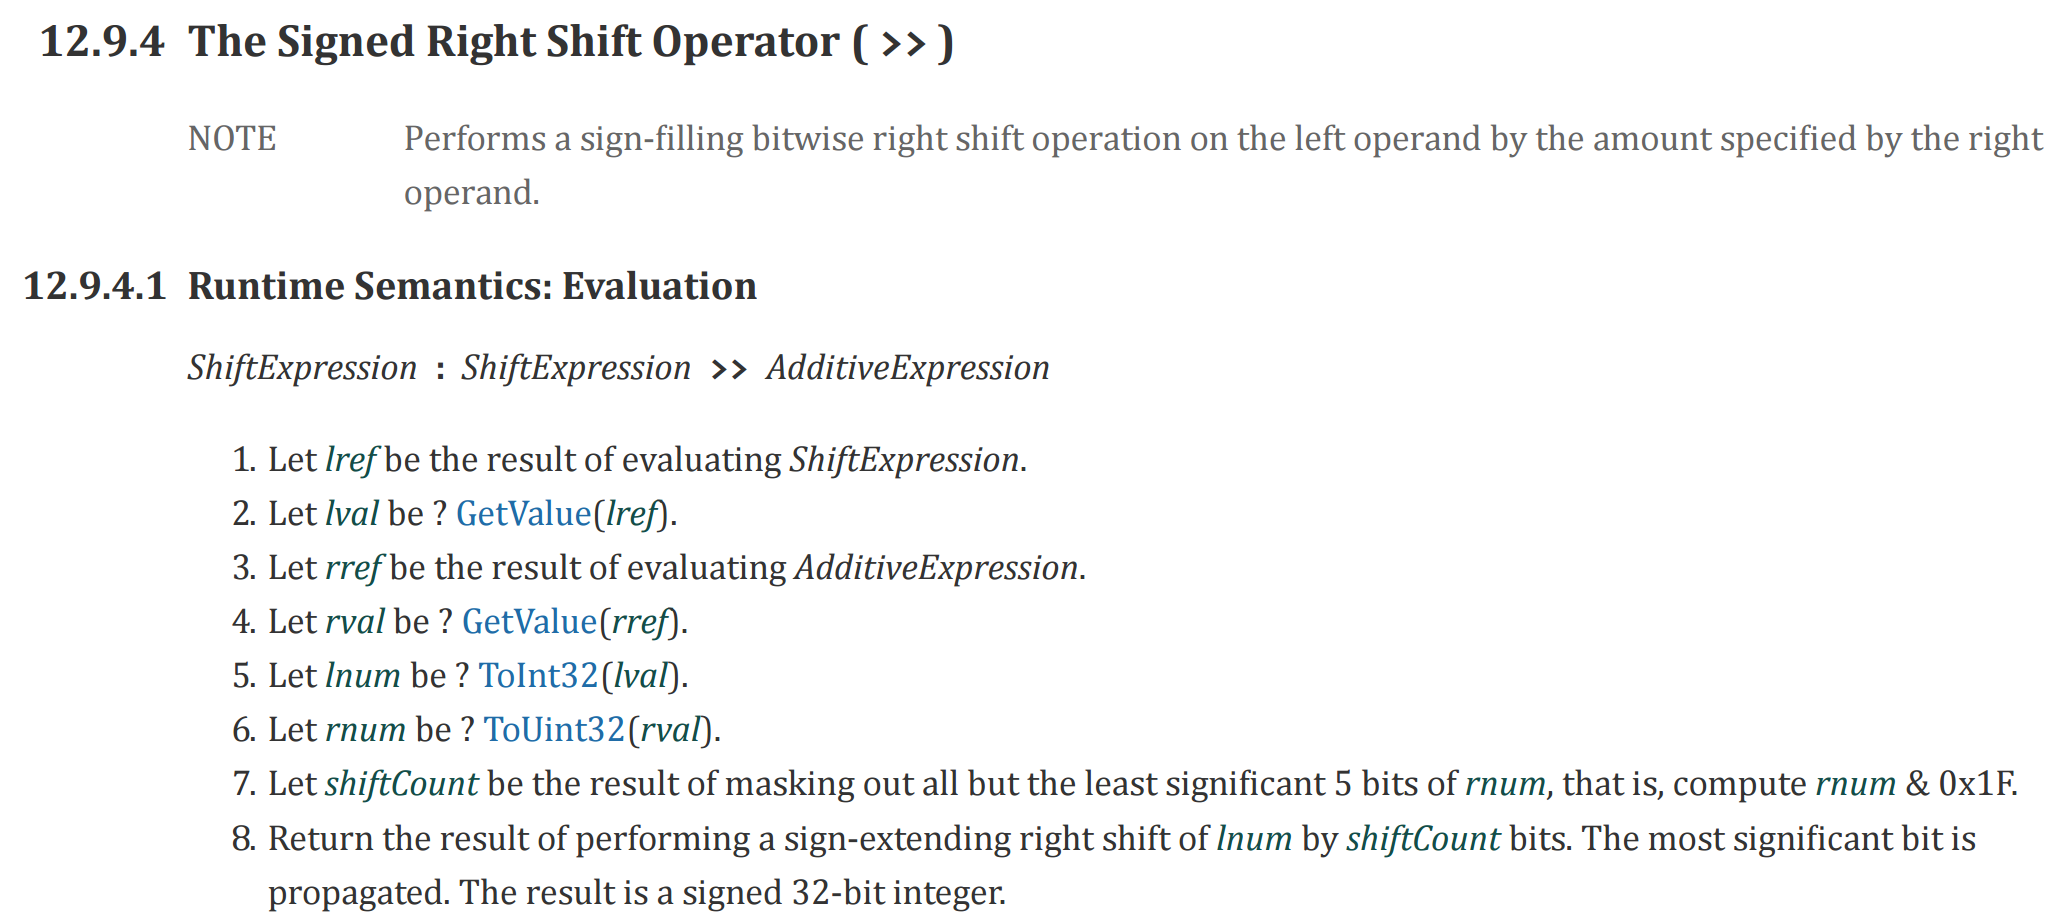 12.9.4 The Signed Right Shift Operator ( >> )
NOTE Performs a sign-filling bitwise right shift operation on the left operand by the amount specified by the right
operand.
12.9.4.1 Runtime Semantics: Evaluation
ShiftExpression : ShiftExpression >> AdditiveExpression
1. Let lref be the result of evaluating ShiftExpression.
2. Let lval be ? GetValue(lref).
3. Let rref be the result of evaluating AdditiveExpression.
4. Let rval be ? GetValue(rref).
5. Let lnum be ? ToInt32(lval).
6. Let rnum be ? ToUint32(rval).
7. Let shiftCount be the result of masking out all but the least significant 5 bits of rnum, that is, compute rnum & 0x1F.
8. Return the result of performing a sign-extending right shift of lnum by shiftCount bits. The most significant bit is
propagated. The result is a signed 32-bit integer.